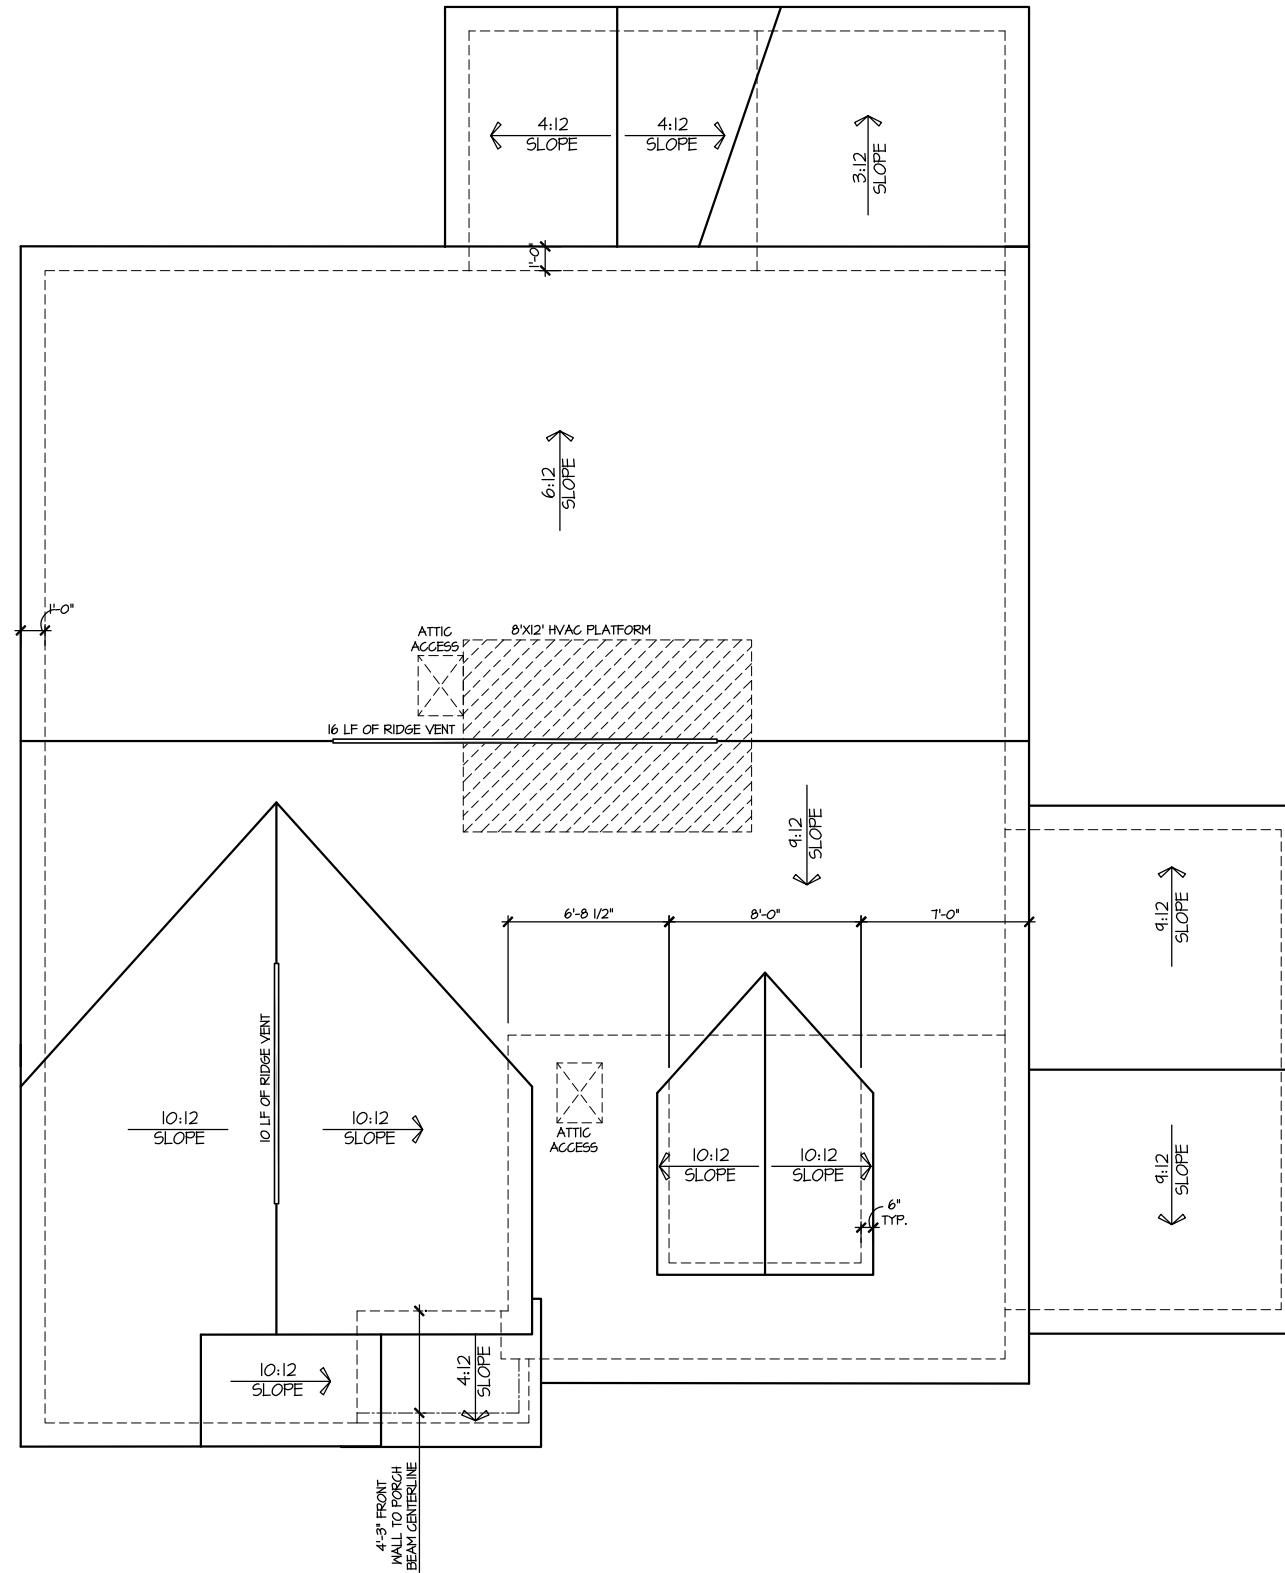 4:12
SLOPE
4:12
SLOPE
3:12
SLOPE
1'-0"
6:12
SLOPE
1'-0"
ATTIC
ACCESS
8'X12' HVAC PLATFORM
16 LF OF RIDGE VENT
9:12
SLOPE
9:12
SLOPE
6'-8 1/2"
8'-0"
7'-0"
10 LF OF RIDGE VENT
10:12
SLOPE
10:12
SLOPE
ATTIC
ACCESS
10:12
SLOPE
10:12
SLOPE
9:12
SLOPE
6"
TYP.
10:12
SLOPE
4:12
SLOPE
4'-3" FRONT
WALL TO PORCH
BEAM CENTERLINE